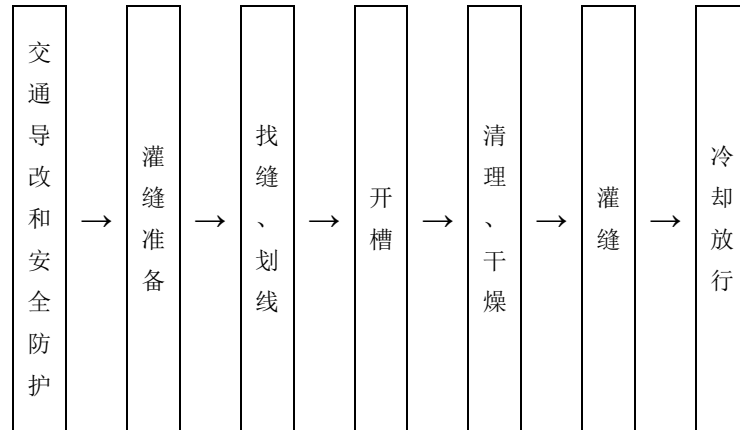 交通导改和安全防护
→
灌缝准备
→
找缝、划线
→
开槽
→
清理、干燥
→
灌缝
→
冷却放行